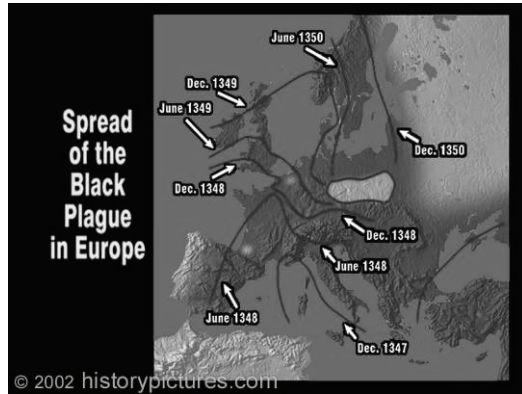 Spread
of the
Black
Plague
in Europe
June 1350
Dec. 1349
June 1349
Dec. 1350
Dec. 1348
Dec. 1348
June 1348
June 1348
Dec. 1347
© 2002 historypictures.com